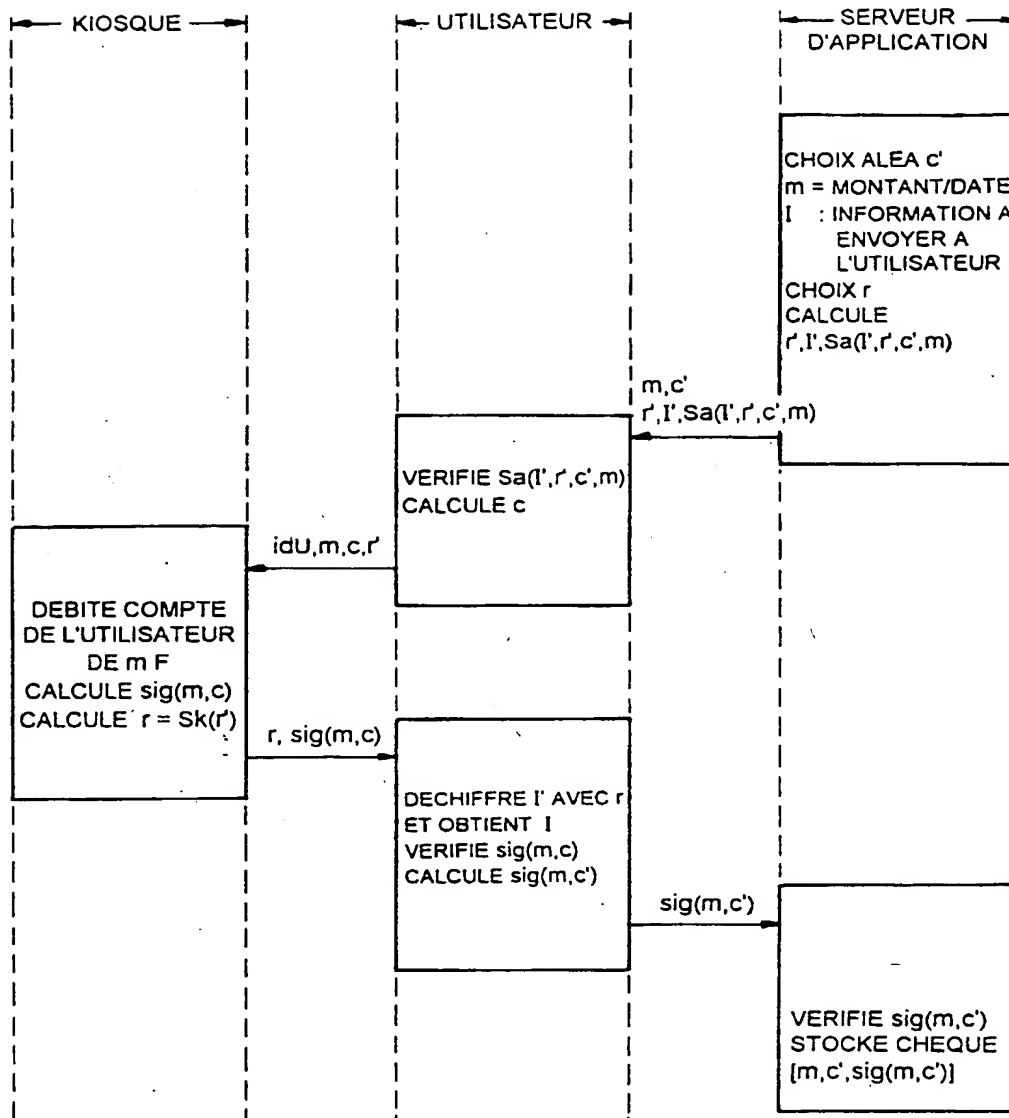 KIOSQUE
UTILISATEUR
SERVEUR
D'APPLICATION
CHOIX ALEA c'
m = MONTANT/DATE
I : INFORMATION A
ENVOYER A
L'UTILISATEUR
CHOIX r
CALCULE
r',I',Sa(I',r',c',m)
m,c'
r',I',Sa(I',r',c',m)
VERIFIE Sa(I',r',c',m)
CALCULE c
idU,m,c,r'
DEBITE COMPTE
DE L'UTILISATEUR
DE m F
CALCULE sig(m,c)
CALCULE r = Sk(r')
r, sig(m,c)
DECHIFFRE I' AVEC r
ET OBTIENT I
VERIFIE sig(m,c)
CALCULE sig(m,c')
sig(m,c')
VERIFIE sig(m,c')
STOCKE CHEQUE
[m,c',sig(m,c')]